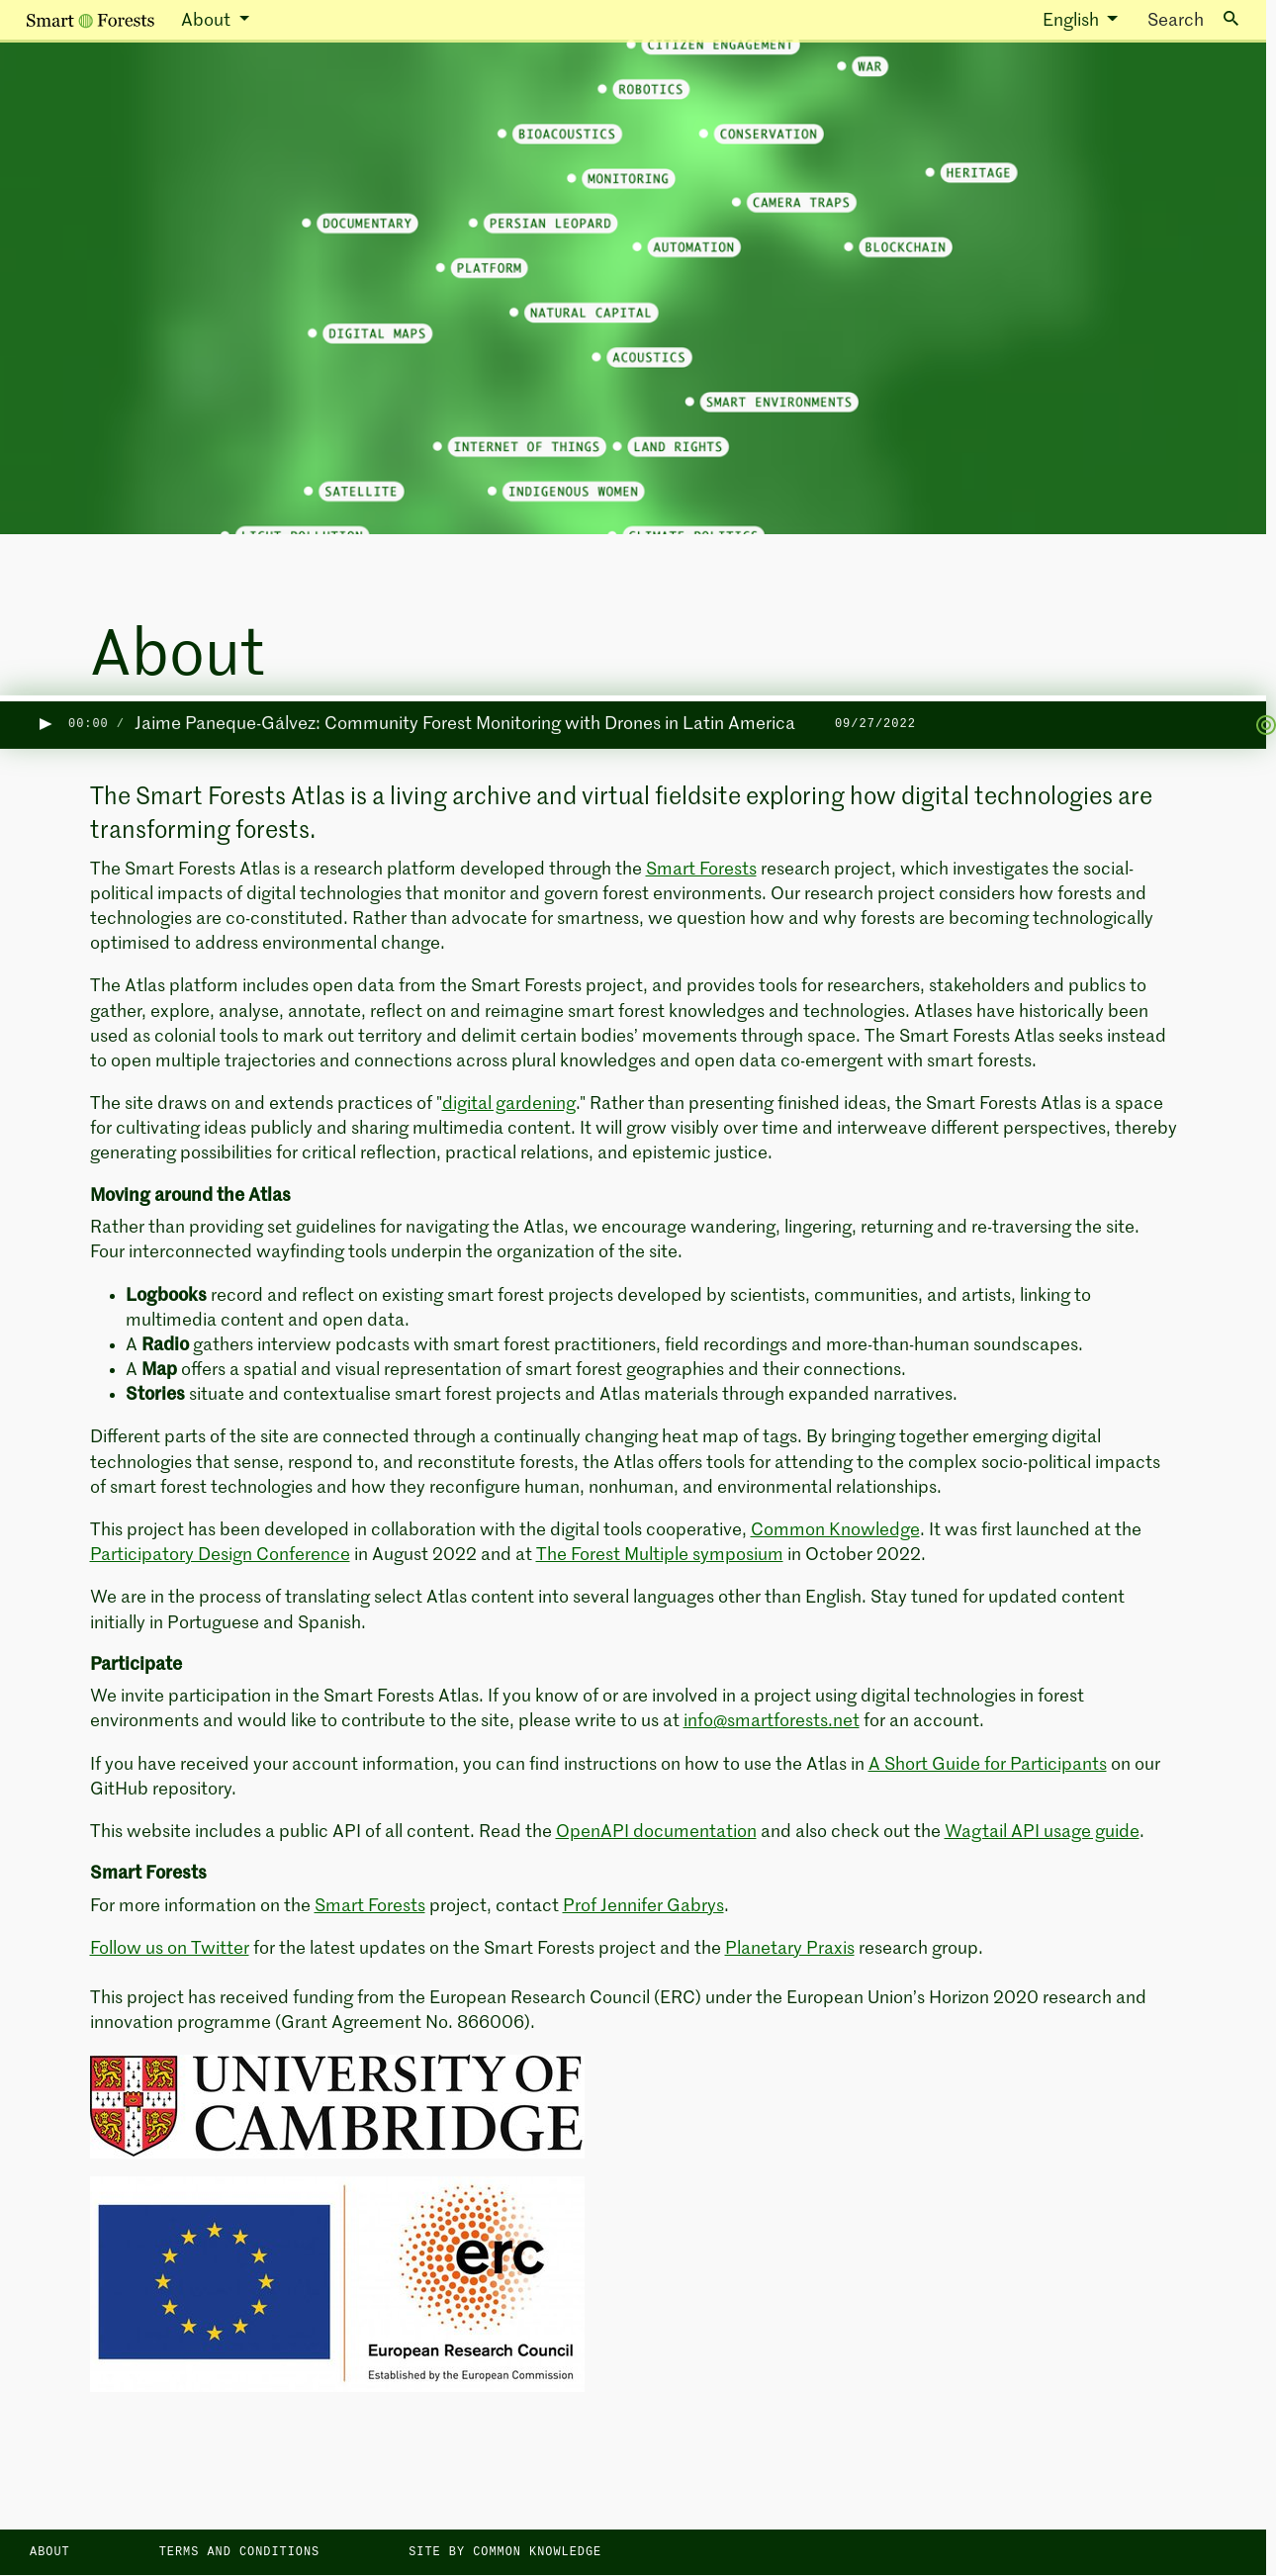 Smart Forests About English Search
CITIZEN ENGAGEMENT
WAR
ROBOTICS
BIOACOUSTICS CONSERVATION
HERITAGE
MONITORING
CAMERA TRAPS
DOCUMENTARY PERSIAN LEOPARD
AUTOMATION BLOCKCHAIN
PLATFORM
NATURAL CAPITAL
DIGITAL MAPS
ACOUSTICS
SMART ENVIRONMENTS
INTERNET OF THINGS LAND RIGHTS
SATELLITE INDIGENOUS WOMEN
LIGHT POLLUTION CLIMATE POLITICS
About
00:00 / Jaime Paneque-Gálvez: Community Forest Monitoring with Drones in Latin America 09/27/2022
The Smart Forests Atlas is a living archive and virtual fieldsite exploring how digital technologies are
transforming forests.
The Smart Forests Atlas is a research platform developed through the Smart Forests research project, which investigates the social-
political impacts of digital technologies that monitor and govern forest environments. Our research project considers how forests and
technologies are co-constituted. Rather than advocate for smartness, we question how and why forests are becoming technologically
optimised to address environmental change.
The Atlas platform includes open data from the Smart Forests project, and provides tools for researchers, stakeholders and publics to
gather, explore, analyse, annotate, reflect on and reimagine smart forest knowledges and technologies. Atlases have historically been
used as colonial tools to mark out territory and delimit certain bodies’ movements through space. The Smart Forests Atlas seeks instead
to open multiple trajectories and connections across plural knowledges and open data co-emergent with smart forests.
The site draws on and extends practices of "digital gardening." Rather than presenting finished ideas, the Smart Forests Atlas is a space
for cultivating ideas publicly and sharing multimedia content. It will grow visibly over time and interweave different perspectives, thereby
generating possibilities for critical reflection, practical relations, and epistemic justice.
Moving around the Atlas
Rather than providing set guidelines for navigating the Atlas, we encourage wandering, lingering, returning and re-traversing the site.
Four interconnected wayfinding tools underpin the organization of the site.
• Logbooks record and reflect on existing smart forest projects developed by scientists, communities, and artists, linking to
multimedia content and open data.
• A Radio gathers interview podcasts with smart forest practitioners, field recordings and more-than-human soundscapes.
• A Map offers a spatial and visual representation of smart forest geographies and their connections.
• Stories situate and contextualise smart forest projects and Atlas materials through expanded narratives.
Different parts of the site are connected through a continually changing heat map of tags. By bringing together emerging digital
technologies that sense, respond to, and reconstitute forests, the Atlas offers tools for attending to the complex socio-political impacts
of smart forest technologies and how they reconfigure human, nonhuman, and environmental relationships.
This project has been developed in collaboration with the digital tools cooperative, Common Knowledge. It was first launched at the
Participatory Design Conference in August 2022 and at The Forest Multiple symposium in October 2022.
We are in the process of translating select Atlas content into several languages other than English. Stay tuned for updated content
initially in Portuguese and Spanish.
Participate
We invite participation in the Smart Forests Atlas. If you know of or are involved in a project using digital technologies in forest
environments and would like to contribute to the site, please write to us at info@smartforests.net for an account.
If you have received your account information, you can find instructions on how to use the Atlas in A Short Guide for Participants on our
GitHub repository.
This website includes a public API of all content. Read the OpenAPI documentation and also check out the Wagtail API usage guide.
Smart Forests
For more information on the Smart Forests project, contact Prof Jennifer Gabrys.
Follow us on Twitter for the latest updates on the Smart Forests project and the Planetary Praxis research group.
This project has received funding from the European Research Council (ERC) under the European Union’s Horizon 2020 research and
innovation programme (Grant Agreement No. 866006).
UNIVERSITY OF
CAMBRIDGE
erc
European Research Council
Established by the European Commission
ABOUT TERMS AND CONDITIONS SITE BY COMMON KNOWLEDGE